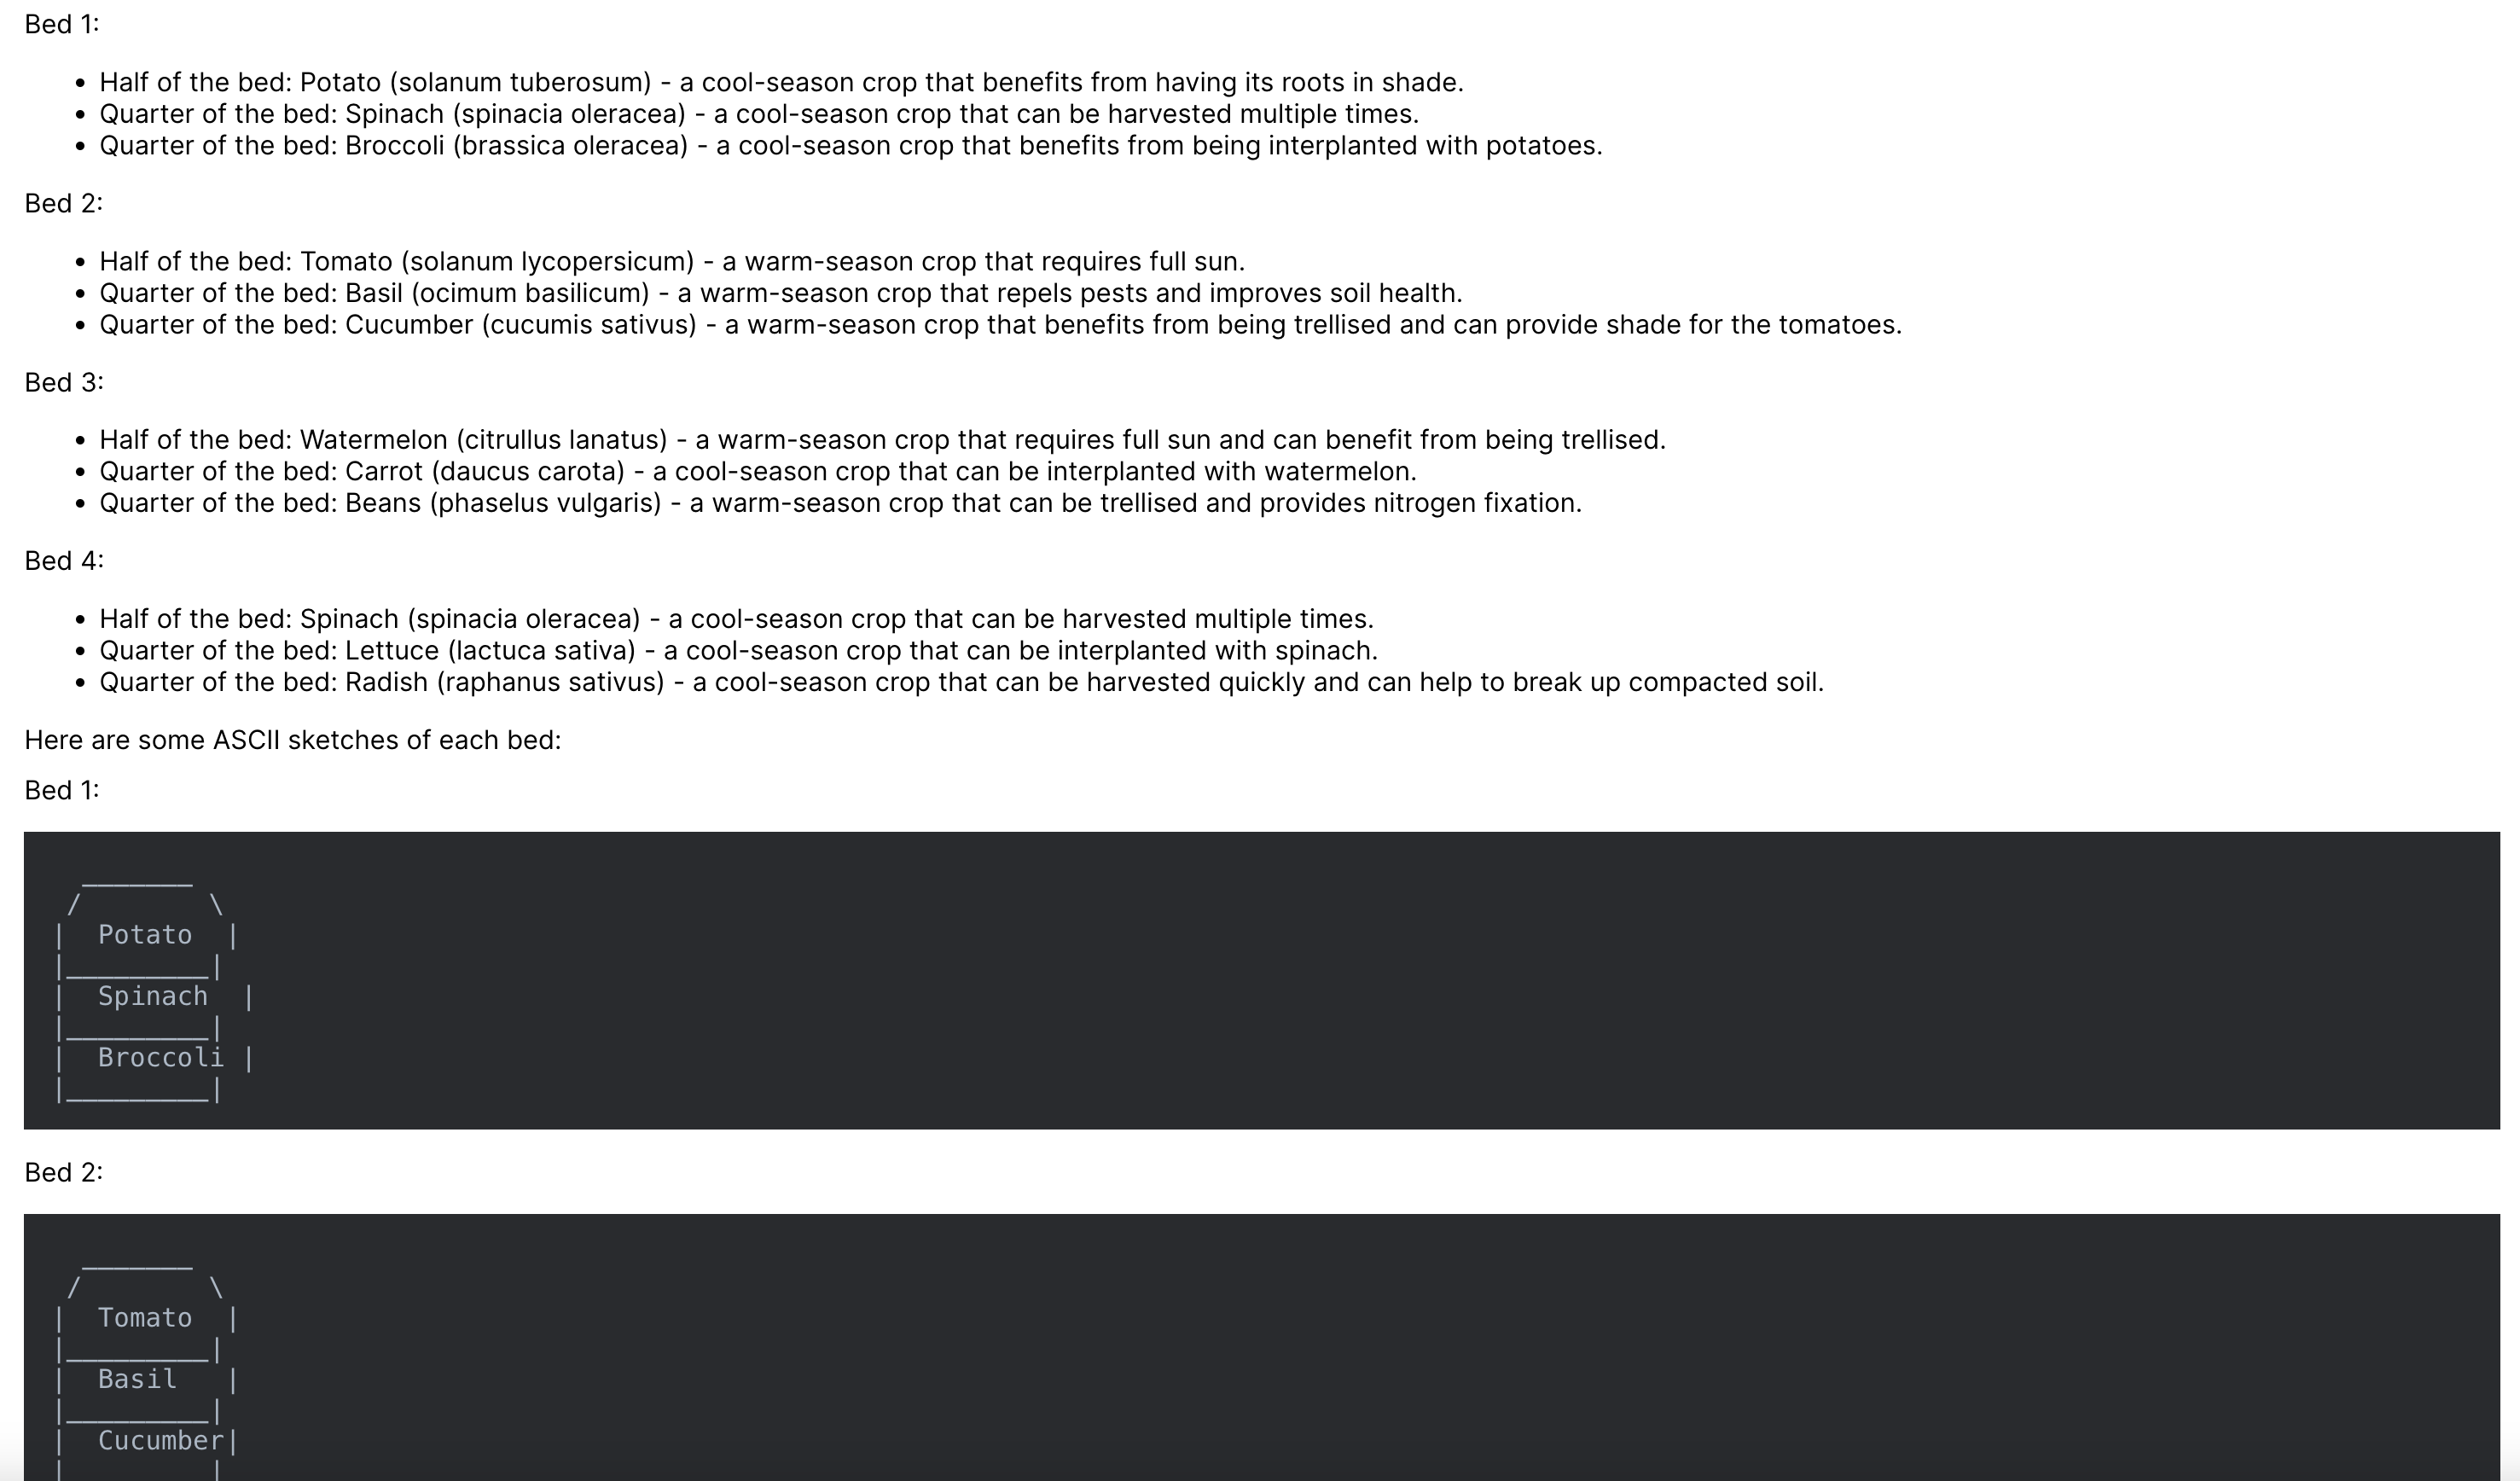 Bed 1:
• Half of the bed: Potato (solanum tuberosum) - a cool-season crop that benefits from having its roots in shade.
• Quarter of the bed: Spinach (spinacia oleracea) - a cool-season crop that can be harvested multiple times.
• Quarter of the bed: Broccoli (brassica oleracea) - a cool-season crop that benefits from being interplanted with potatoes.
Bed 2:
• Half of the bed: Tomato (solanum lycopersicum) - a warm-season crop that requires full sun.
• Quarter of the bed: Basil (ocimum basilicum) - a warm-season crop that repels pests and improves soil health.
• Quarter of the bed: Cucumber (cucumis sativus) - a warm-season crop that benefits from being trellised and can provide shade for the tomatoes.
Bed 3:
• Half of the bed: Watermelon (citrullus lanatus) - a warm-season crop that requires full sun and can benefit from being trellised.
• Quarter of the bed: Carrot (daucus carota) - a cool-season crop that can be interplanted with watermelon.
• Quarter of the bed: Beans (phaselus vulgaris) - a warm-season crop that can be trellised and provides nitrogen fixation.
Bed 4:
• Half of the bed: Spinach (spinacia oleracea) - a cool-season crop that can be harvested multiple times.
• Quarter of the bed: Lettuce (lactuca sativa) - a cool-season crop that can be interplanted with spinach.
• Quarter of the bed: Radish (raphanus sativus) - a cool-season crop that can be harvested quickly and can help to break up compacted soil.
Here are some ASCII sketches of each bed:
Bed 1:
  _______
 /         \
|  Potato  |
|_________|
|  Spinach  |
|_________|
|  Broccoli |
|_________|
Bed 2:
  _______
 /         \
|  Tomato  |
|_________|
|  Basil   |
|_________|
|  Cucumber|
|         |